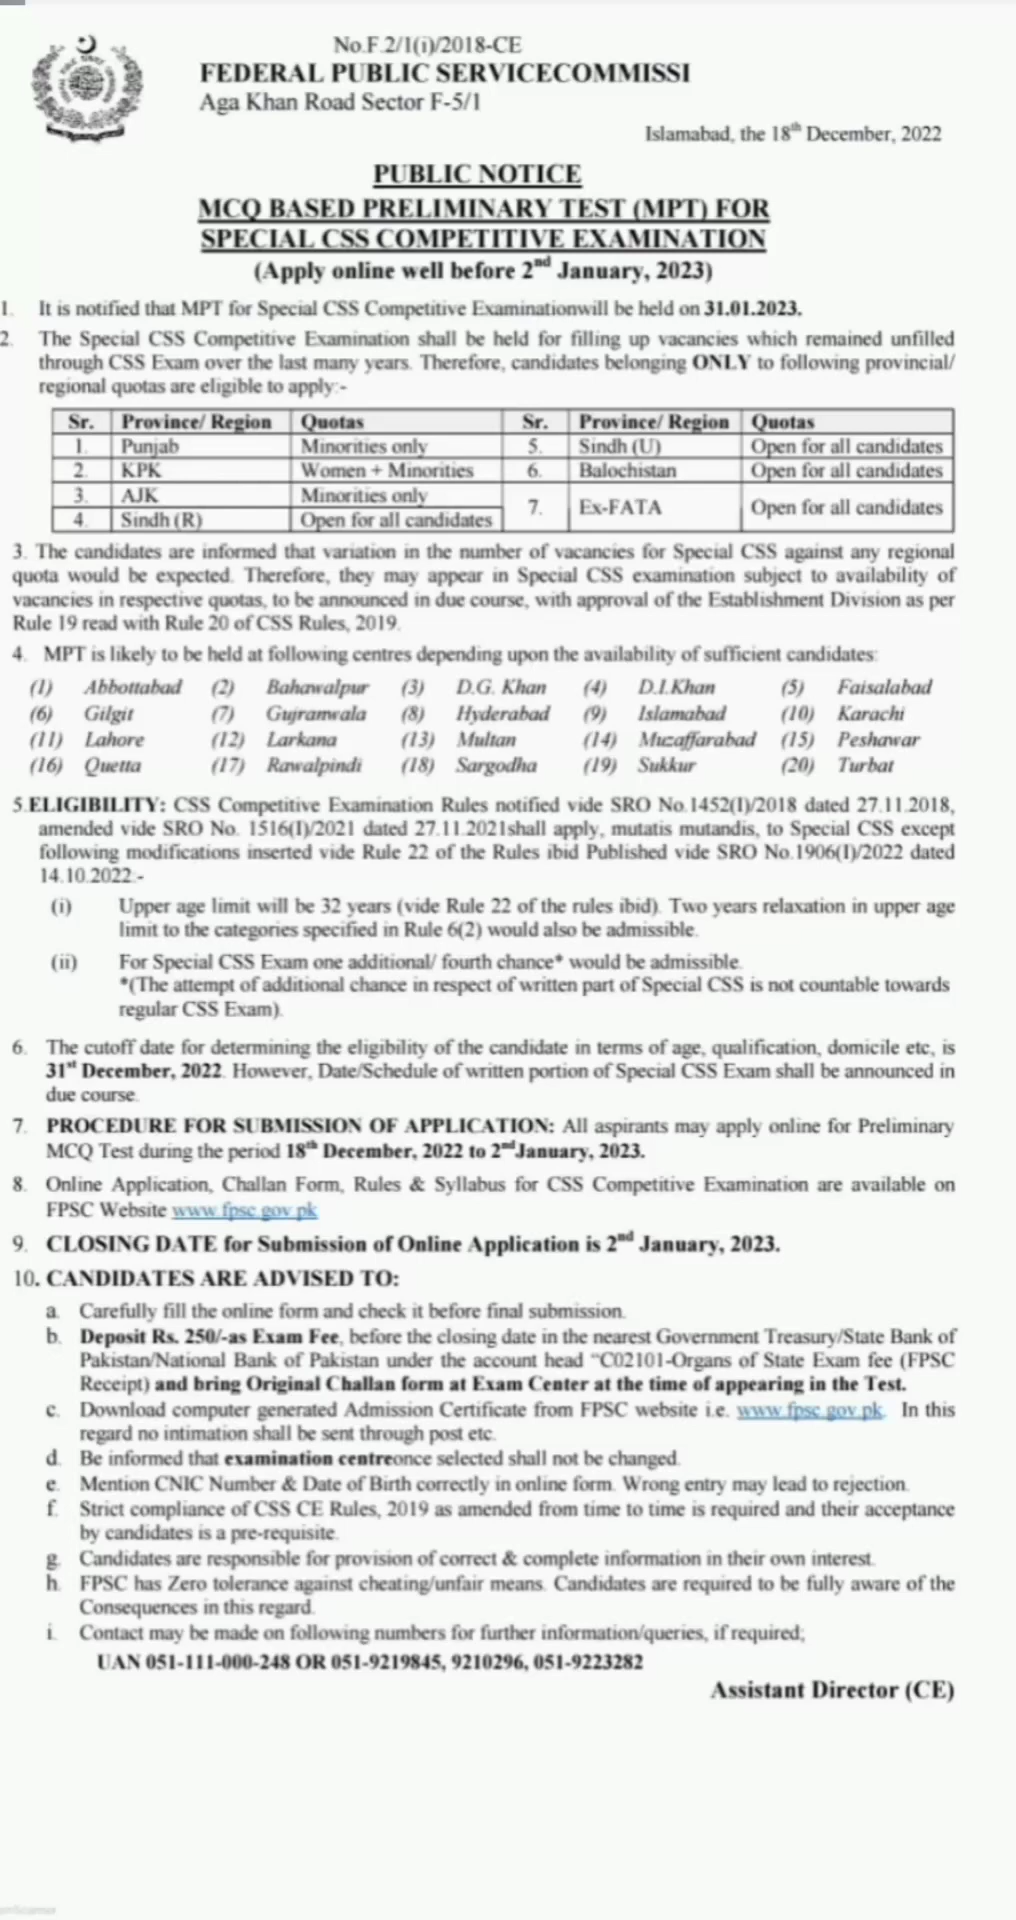 No.F.2/1(i)/2018-CE
FEDERAL PUBLIC SERVICECOMMISSI
Aga Khan Road Sector F-5/1
Islamabad, the 18th December, 2022
PUBLIC NOTICE
MCQ BASED PRELIMINARY TEST (MPT) FOR
SPECIAL CSS COMPETITIVE EXAMINATION
(Apply online well before 2nd January, 2023)
1. It is notified that MPT for Special CSS Competitive Examinationwill be held on 31.01.2023.
2. The Special CSS Competitive Examination shall be held for filling up vacancies which remained unfilled
through CSS Exam over the last many years. Therefore, candidates belonging ONLY to following provincial/
regional quotas are eligible to apply:-
Sr. Province/ Region Quotas Sr. Province/ Region Quotas
1. Punjab Minorities only 5. Sindh (U) Open for all candidates
2. KPK Women + Minorities 6. Balochistan Open for all candidates
3. AJK Minorities only 7. Ex-FATA Open for all candidates
4. Sindh (R) Open for all candidates
3. The candidates are informed that variation in the number of vacancies for Special CSS against any regional
quota would be expected. Therefore, they may appear in Special CSS examination subject to availability of
vacancies in respective quotas, to be announced in due course, with approval of the Establishment Division as per
Rule 19 read with Rule 20 of CSS Rules, 2019.
4. MPT is likely to be held at following centres depending upon the availability of sufficient candidates:
(1) Abbottabad (2) Bahawalpur (3) D.G. Khan (4) D.I.Khan (5) Faisalabad
(6) Gilgit (7) Gujranwala (8) Hyderabad (9) Islamabad (10) Karachi
(11) Lahore (12) Larkana (13) Multan (14) Muzaffarabad (15) Peshawar
(16) Quetta (17) Rawalpindi (18) Sargodha (19) Sukkur (20) Turbat
5.ELIGIBILITY: CSS Competitive Examination Rules notified vide SRO No.1452(I)/2018 dated 27.11.2018,
amended vide SRO No. 1516(I)/2021 dated 27.11.2021shall apply, mutatis mutandis, to Special CSS except
following modifications inserted vide Rule 22 of the Rules ibid Published vide SRO No.1906(I)/2022 dated
14.10.2022:-
(i) Upper age limit will be 32 years (vide Rule 22 of the rules ibid). Two years relaxation in upper age
limit to the categories specified in Rule 6(2) would also be admissible.
(ii) For Special CSS Exam one additional/ fourth chance* would be admissible.
*(The attempt of additional chance in respect of written part of Special CSS is not countable towards
regular CSS Exam).
6. The cutoff date for determining the eligibility of the candidate in terms of age, qualification, domicile etc, is
31st December, 2022. However, Date/Schedule of written portion of Special CSS Exam shall be announced in
due course.
7. PROCEDURE FOR SUBMISSION OF APPLICATION: All aspirants may apply online for Preliminary
MCQ Test during the period 18th December, 2022 to 2nd January, 2023.
8. Online Application, Challan Form, Rules & Syllabus for CSS Competitive Examination are available on
FPSC Website www.fpsc.gov.pk
9. CLOSING DATE for Submission of Online Application is 2nd January, 2023.
10. CANDIDATES ARE ADVISED TO:
a. Carefully fill the online form and check it before final submission.
b. Deposit Rs. 250/-as Exam Fee, before the closing date in the nearest Government Treasury/State Bank of
Pakistan/National Bank of Pakistan under the account head “C02101-Organs of State Exam fee (FPSC
Receipt) and bring Original Challan form at Exam Center at the time of appearing in the Test.
c. Download computer generated Admission Certificate from FPSC website i.e. www.fpsc.gov.pk. In this
regard no intimation shall be sent through post etc.
d. Be informed that examination centreonce selected shall not be changed.
e. Mention CNIC Number & Date of Birth correctly in online form. Wrong entry may lead to rejection.
f. Strict compliance of CSS CE Rules, 2019 as amended from time to time is required and their acceptance
by candidates is a pre-requisite.
g. Candidates are responsible for provision of correct & complete information in their own interest.
h. FPSC has Zero tolerance against cheating/unfair means. Candidates are required to be fully aware of the
Consequences in this regard.
i. Contact may be made on following numbers for further information/queries, if required;
UAN 051-111-000-248 OR 051-9219845, 9210296, 051-9223282
Assistant Director (CE)